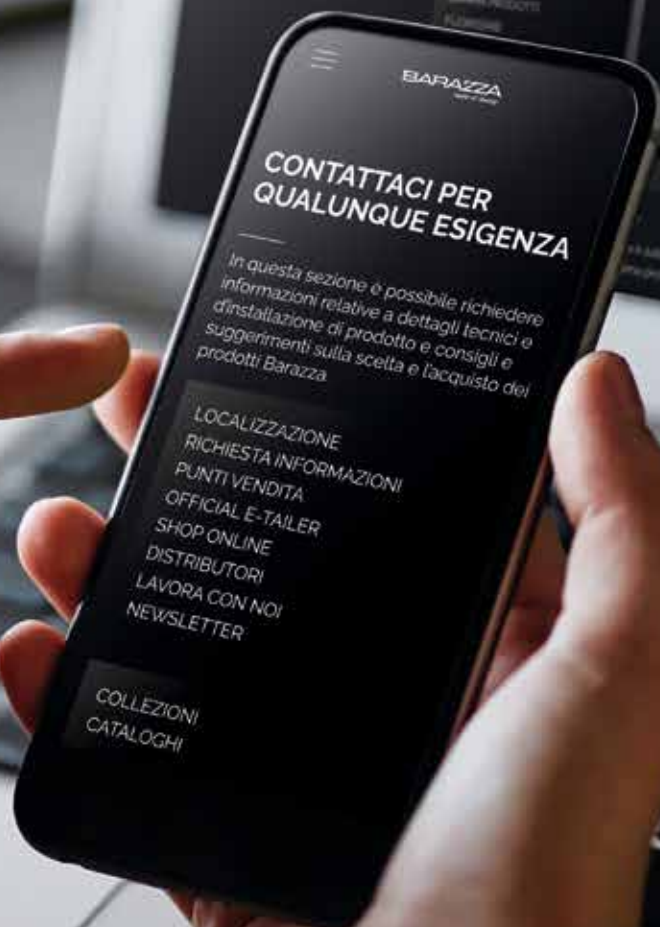 BARAZZA
CONTATTACI PER
QUALUNQUE ESIGENZA
In questa sezione è possibile richiedere
informazioni relative a dettagli tecnici e
d'installazione di prodotto e consigli e
suggerimenti sulla scelta e l'acquisto dei
prodotti Barazza
LOCALIZZAZIONE
RICHIESTA INFORMAZIONI
PUNTI VENDITA
OFFICIAL E-TAILER
SHOP ONLINE
DISTRIBUTORI
LAVORA CON NOI
NEWSLETTER
COLLEZIONI
CATALOGHI